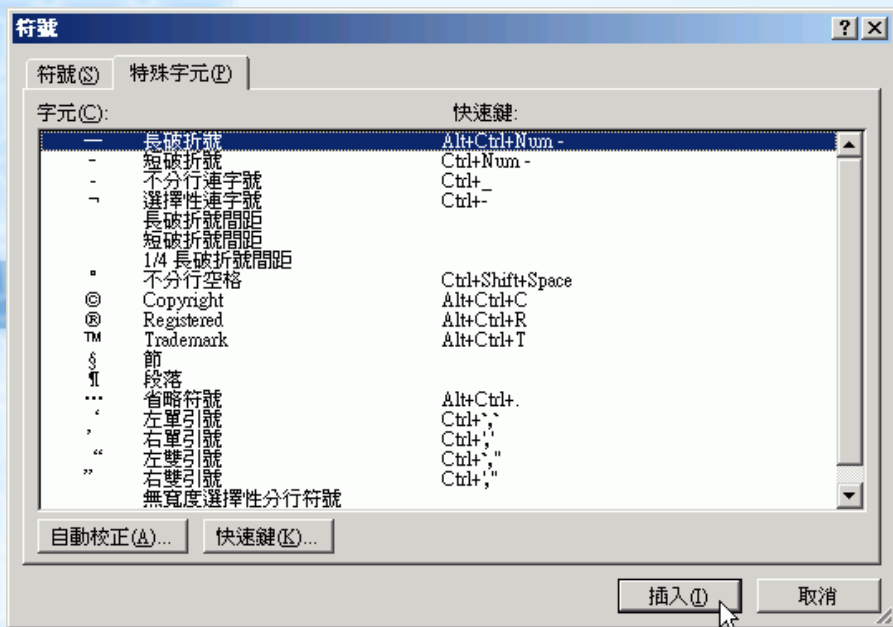 符號
符號(S) 特殊字元(P)
字元(C): 快速鍵:
— 長破折號 Alt+Ctrl+Num -
- 短破折號 Ctrl+Num -
- 不分行連字號 Ctrl+_
¬ 選擇性連字號 Ctrl+-
長破折號間距
短破折號間距
1/4 長破折號間距
° 不分行空格 Ctrl+Shift+Space
© Copyright Alt+Ctrl+C
® Registered Alt+Ctrl+R
™ Trademark Alt+Ctrl+T
§ 節
¶ 段落
… 省略符號 Alt+Ctrl+.
‘ 左單引號 Ctrl+`,`
’ 右單引號 Ctrl+','
“ 左雙引號 Ctrl+`,"
” 右雙引號 Ctrl+',"
無寬度選擇性分行符號
自動校正(A)... 快速鍵(K)...
插入(I) 取消